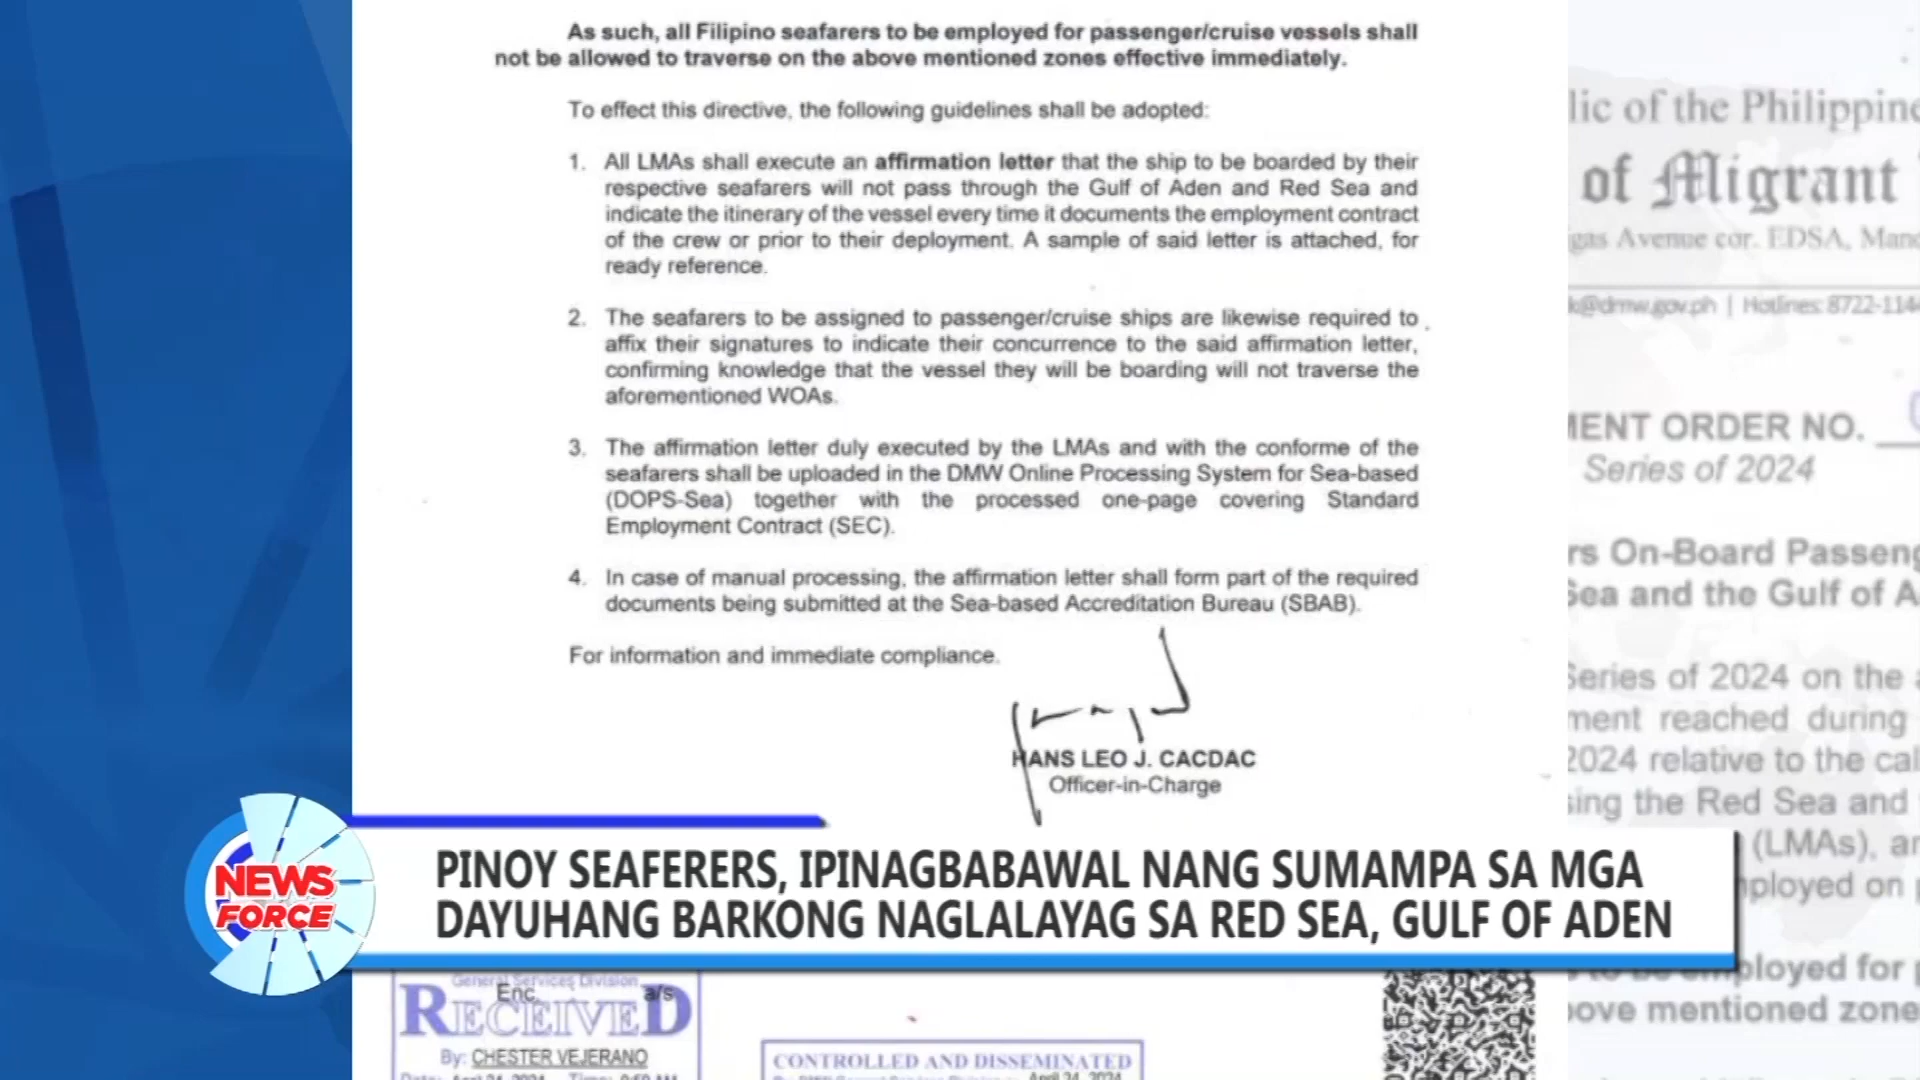 As such, all Filipino seafarers to be employed for passenger/cruise vessels shall
not be allowed to traverse on the above mentioned zones effective immediately.
To effect this directive, the following guidelines shall be adopted:
1. All LMAs shall execute an affirmation letter that the ship to be boarded by their
respective seafarers will not pass through the Gulf of Aden and Red Sea and
indicate the itinerary of the vessel every time it documents the employment contract
of the crew or prior to their deployment. A sample of said letter is attached, for
ready reference.
2. The seafarers to be assigned to passenger/cruise ships are likewise required to
affix their signatures to indicate their concurrence to the said affirmation letter,
confirming knowledge that the vessel they will be boarding will not traverse the
aforementioned WOAs.
3. The affirmation letter duly executed by the LMAs and with the conforme of the
seafarers shall be uploaded in the DMW Online Processing System for Sea-based
(DOPS-Sea) together with the processed one-page covering Standard
Employment Contract (SEC).
4. In case of manual processing, the affirmation letter shall form part of the required
documents being submitted at the Sea-based Accreditation Bureau (SBAB).
For information and immediate compliance.
HANS LEO J. CACDAC
Officer-in-Charge
NEWS
FORCE
PINOY SEAFERERS, IPINAGBABAWAL NANG SUMAMPA SA MGA
DAYUHANG BARKONG NAGLALAYAG SA RED SEA, GULF OF ADEN
General Services Division
Enc. a/s
RECEIVED
By: CHESTER VEJERANO
CONTROLLED AND DISSEMINATED
April 24, 2024
lic of the Philippine
of Migrant
gas Avenue cor. EDSA, Mand
k@dmw.gov.ph | Hotlines: 8722-114
MENT ORDER NO.
Series of 2024
rs On-Board Passeng
Sea and the Gulf of A
Series of 2024 on the a
ment reached during
2024 relative to the cal
sing the Red Sea and
(LMAs), an
ployed on p
ployed for p
bove mentioned zone